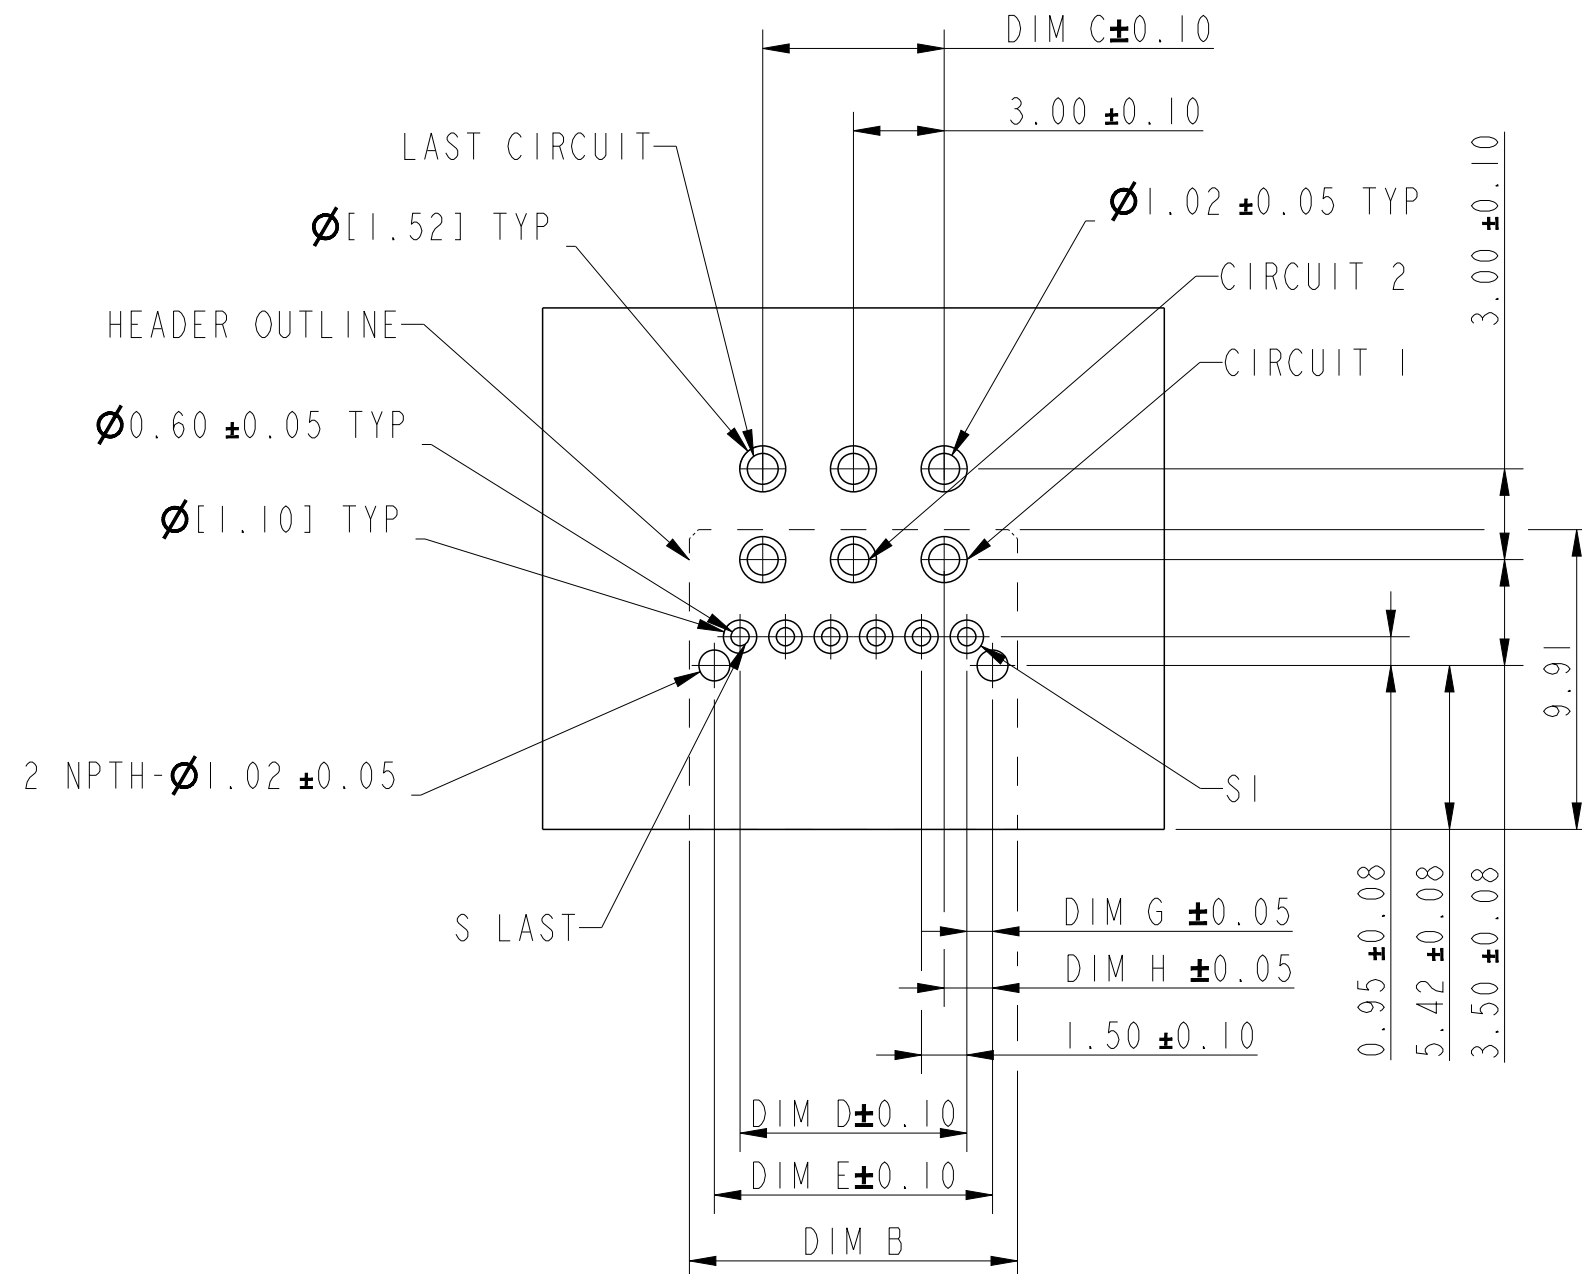 DIM C±0.10
3.00 ±0.10
LAST CIRCUIT
3.00 ±0.10
Ø[1.52] TYP
Ø1.02 ±0.05 TYP
CIRCUIT 2
HEADER OUTLINE
CIRCUIT 1
Ø0.60 ±0.05 TYP
Ø[1.10] TYP
9.91
2 NPTH-Ø1.02 ±0.05
S1
S LAST
DIM G ±0.05
DIM H ±0.05
1.50 ±0.10
0.95 ±0.08
5.42 ±0.08
3.50 ±0.08
DIM D±0.10
DIM E±0.10
DIM B